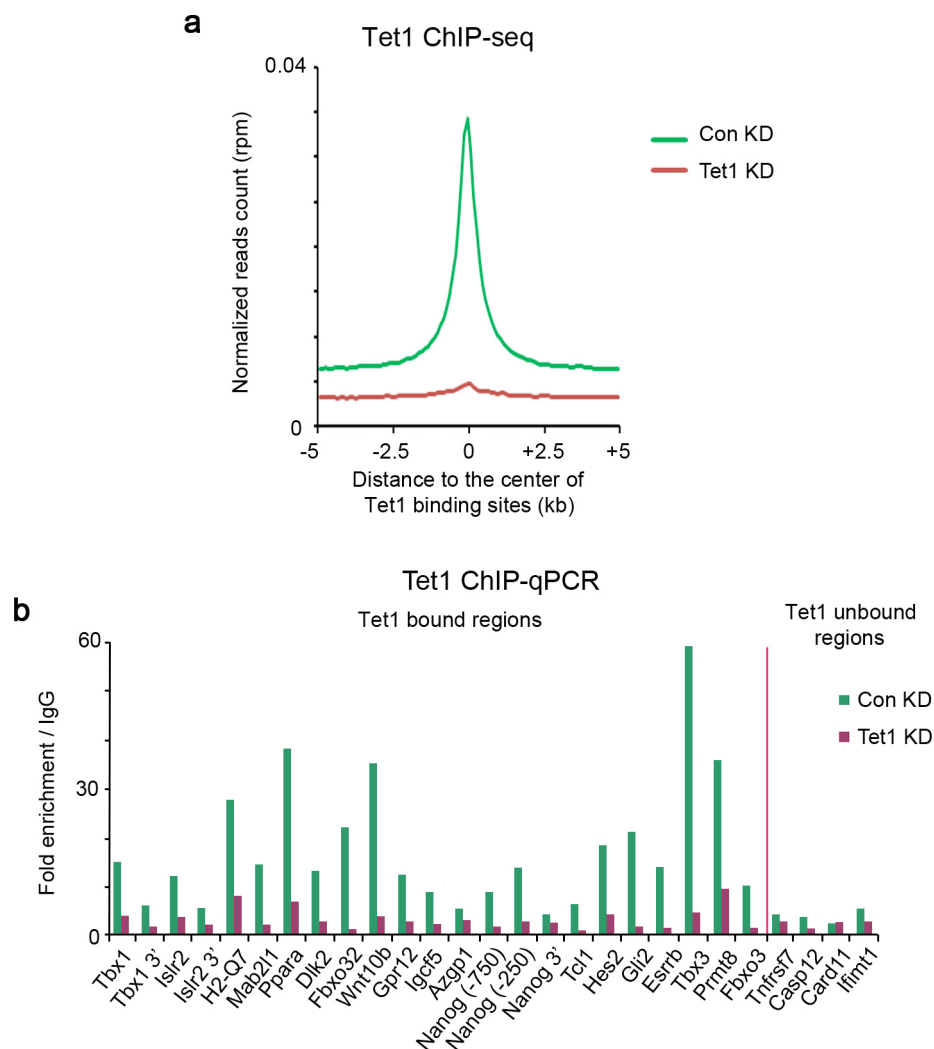 a
Tet1 ChIP-seq
0.04
Normalized reads count (rpm)
Con KD
Tet1 KD
0
-5
-2.5
0
+2.5
+5
Distance to the center of
Tet1 binding sites (kb)
Tet1 ChIP-qPCR
b
Tet1 bound regions
Tet1 unbound
regions
60
30
0
Fold enrichment / IgG
Con KD
Tet1 KD
Tbx1
Tbx1 3’
Islr2
Islr2 3’
H2-Q7
Mab2l1
Ppara
Dlk2
Fbxo32
Wnt10b
Gpr12
Igcf5
Azgp1
Nanog (-750)
Nanog (-250)
Nanog 3’
Tcl1
Hes2
Gli2
Esrrb
Tbx3
Prmt8
Fbxo3
Tnfrsf7
Casp12
Card11
Ifimt1